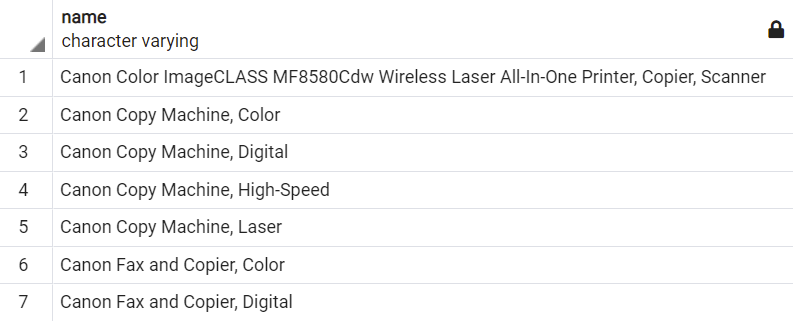 name
character varying
1 Canon Color ImageCLASS MF8580Cdw Wireless Laser All-In-One Printer, Copier, Scanner
2 Canon Copy Machine, Color
3 Canon Copy Machine, Digital
4 Canon Copy Machine, High-Speed
5 Canon Copy Machine, Laser
6 Canon Fax and Copier, Color
7 Canon Fax and Copier, Digital